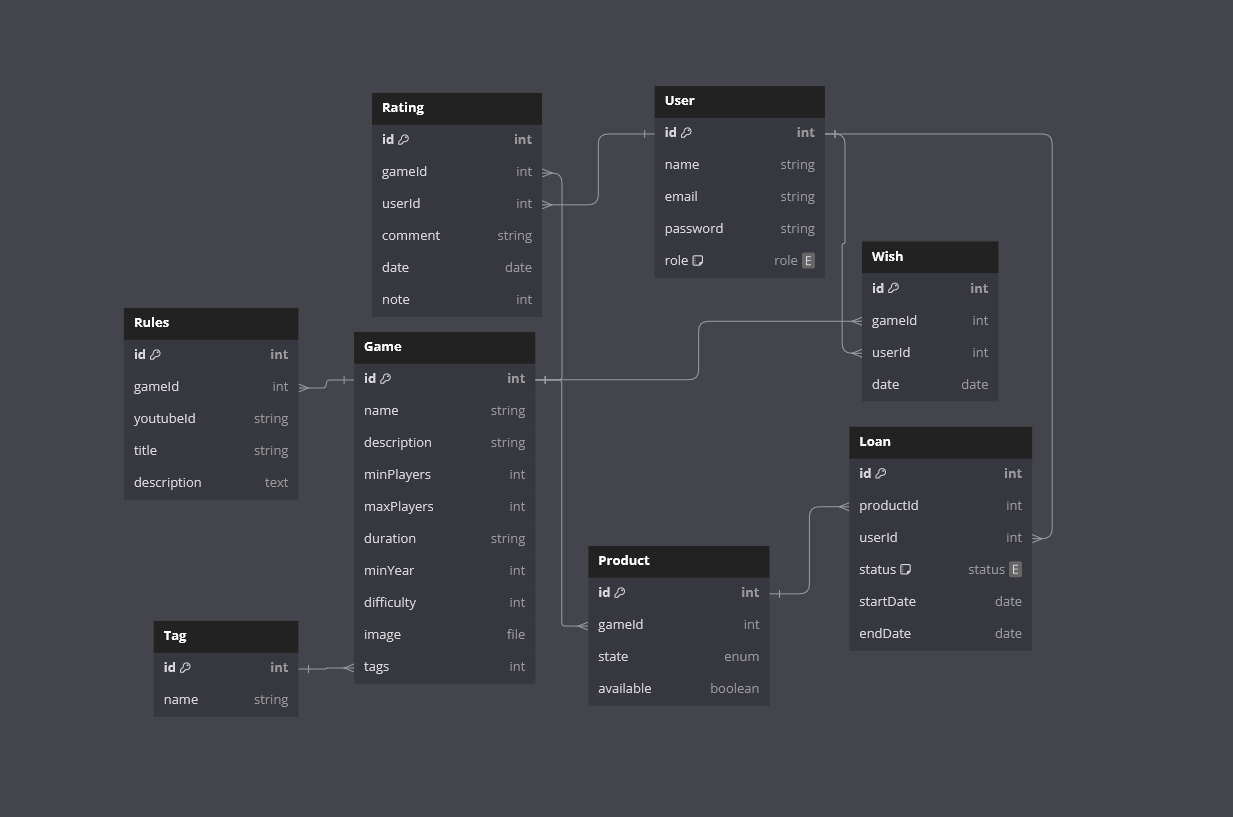 Rating
id int
gameId int
userId int
comment string
date date
note int
User
id int
name string
email string
password string
role role E
Wish
id int
gameId int
userId int
date date
Rules
id int
gameId int
youtubeId string
title string
description text
Game
id int
name string
description string
minPlayers int
maxPlayers int
duration string
minYear int
difficulty int
image file
tags int
Loan
id int
productId int
userId int
status status E
startDate date
endDate date
Product
id int
gameId int
state enum
available boolean
Tag
id int
name string